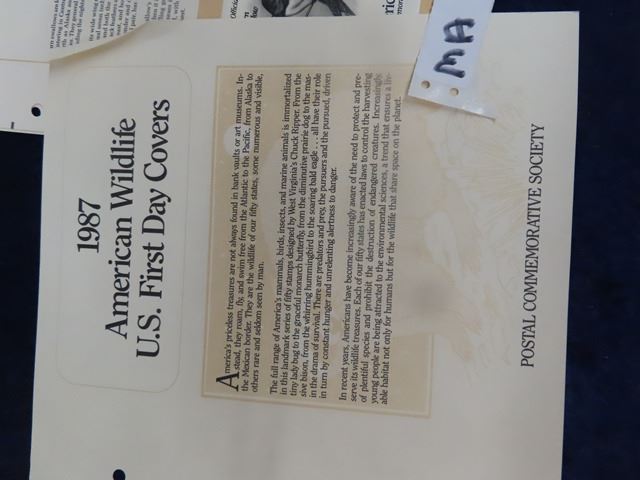 1987
American Wildlife
U.S. First Day Covers
America's priceless treasures are not always found in bank vaults or art museums. In-
stead, they roam, fly, and swim free from the Atlantic to the Pacific, from Alaska to
the Mexican border. They are the wildlife of our fifty states, some numerous and visible,
others rare and seldom seen by man.
The full range of America's mammals, birds, insects, and marine animals is immortalized
in this landmark series of fifty stamps designed by West Virginia's Chuck Ripper. From the
tiny lady bug to the graceful monarch butterfly, from the diminutive prairie dog to the mas-
sive bison, from the whirring hummingbird to the soaring bald eagle . . . all have their role
in the drama of survival. There are predators and prey, the pursuers and the pursued, driven
in turn by constant hunger and unrelenting alertness to danger.
In recent years, Americans have become increasingly aware of the need to protect and pre-
serve its wildlife treasures. Each of our fifty states has enacted laws to control the harvesting
of plentiful species and prohibit the destruction of endangered creatures. Increasingly,
young people are being attracted to the environmental sciences, a trend that ensures a liv-
able habitat not only for humans but for the wildlife that share space on the planet.
POSTAL COMMEMORATIVE SOCIETY
MA